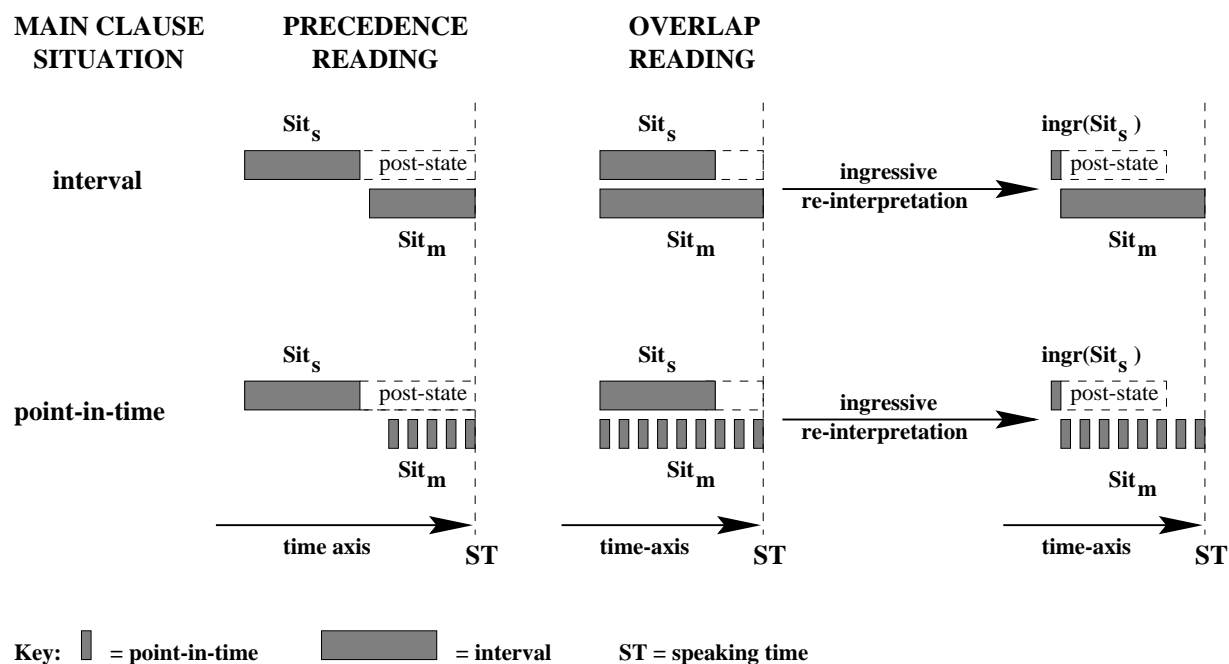 MAIN CLAUSE PRECEDENCE OVERLAP
SITUATION READING READING
Sit_s Sit_s ingr(Sit_s )
post-state post-state
interval ingressive
re-interpretation
Sit_m Sit_m Sit_m
Sit_s Sit_s ingr(Sit_s )
post-state post-state
point-in-time ingressive
re-interpretation
Sit_m Sit_m Sit_m
time axis time-axis time-axis
ST ST ST
Key: = point-in-time = interval ST = speaking time